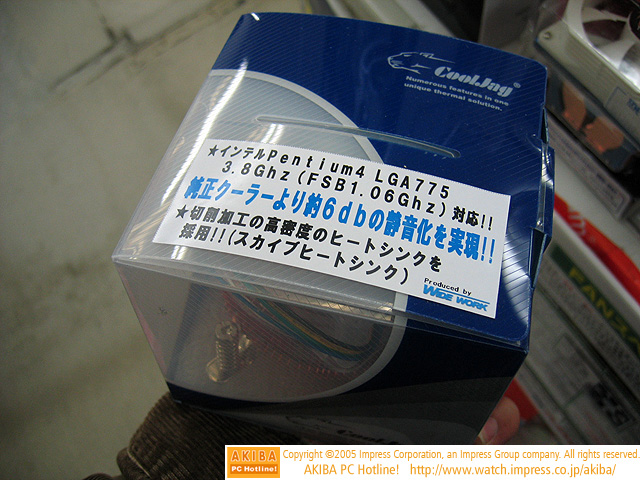 CoolJag®
Numerous features in one
unique thermal solution.
★インテルPentium4 LGA775
3.8Ghz(FSB1.06Ghz)対応!!
純正クーラーより約6dbの静音化を実現!!
★切削加工の高密度のヒートシンクを
採用!!(スカイブヒートシンク)
Produced by
WIDE WORK
CoolJag
FANZA
AKIBA
PC Hotline!
Copyright ©2005 Impress Corporation, an Impress Group company. All rights reserved.
AKIBA PC Hotline! http://www.watch.impress.co.jp/akiba/